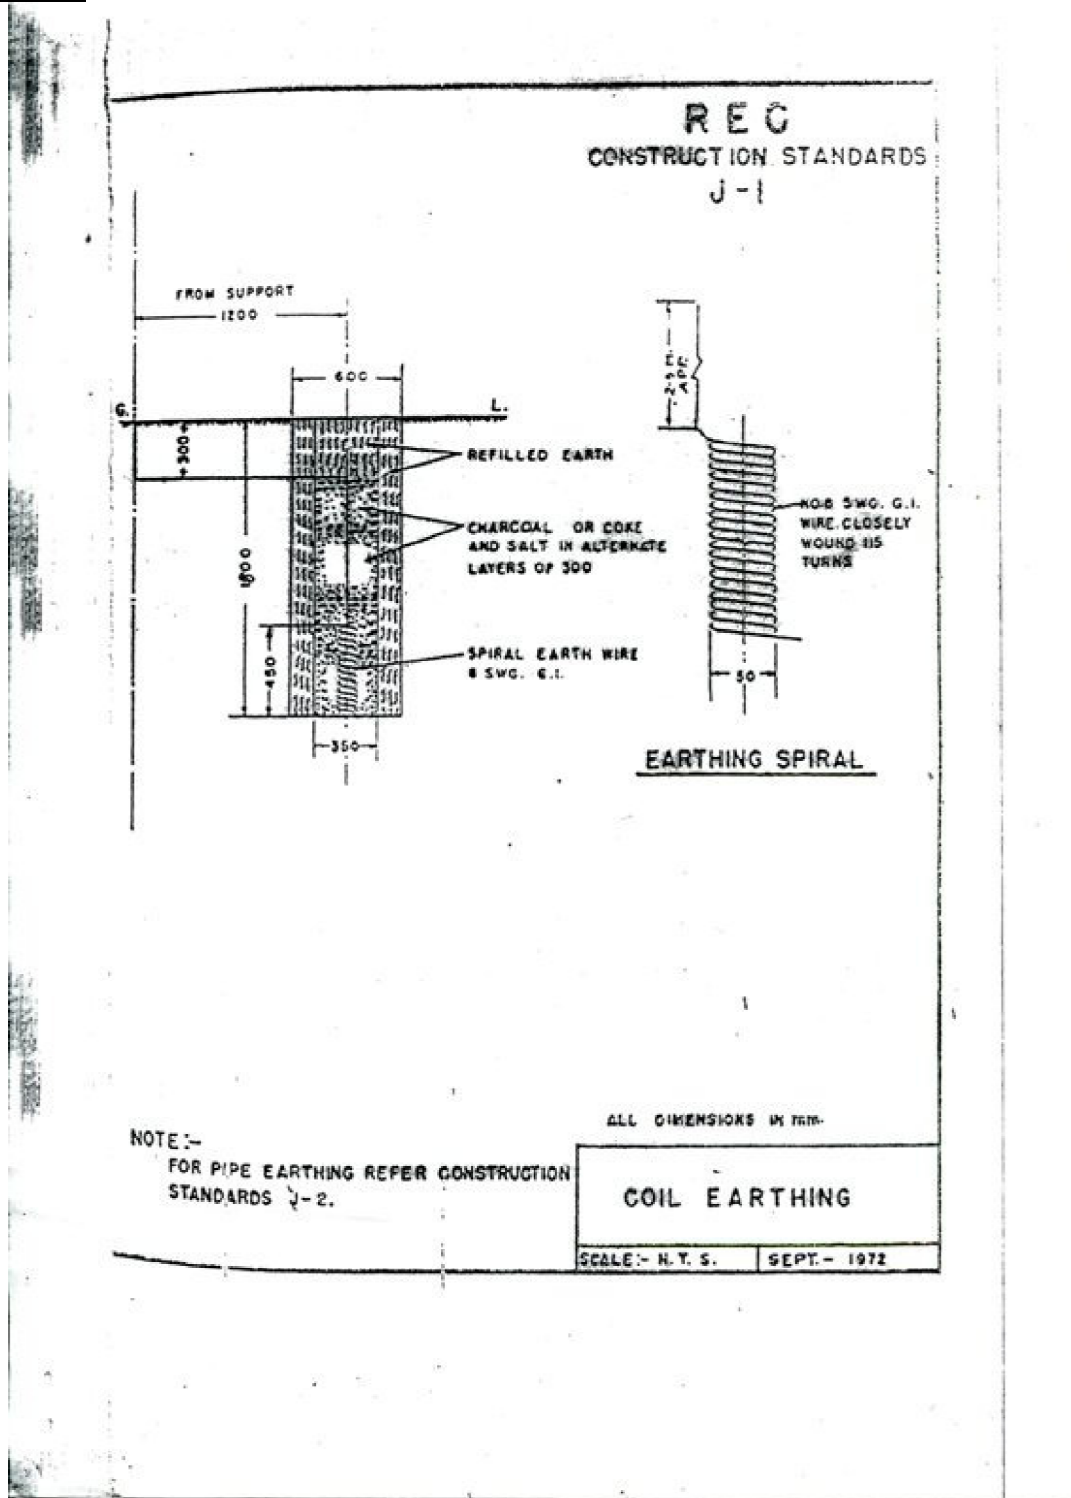 REC
CONSTRUCTION STANDARDS
J-1
FROM SUPPORT
1200
600
G. L.
300
1800
450
350
REFILLED EARTH
CHARCOAL OR COKE
AND SALT IN ALTERNATE
LAYERS OF 300
SPIRAL EARTH WIRE
8 SWG. G.I.
2.5 M.
APP.
NO.8 SWG. G.I.
WIRE CLOSELY
WOUND 115
TURNS
50
EARTHING SPIRAL
ALL DIMENSIONS IN mm.
NOTE:-
FOR PIPE EARTHING REFER CONSTRUCTION
STANDARDS J-2.
COIL EARTHING
SCALE:- N.T.S.
SEPT.- 1972